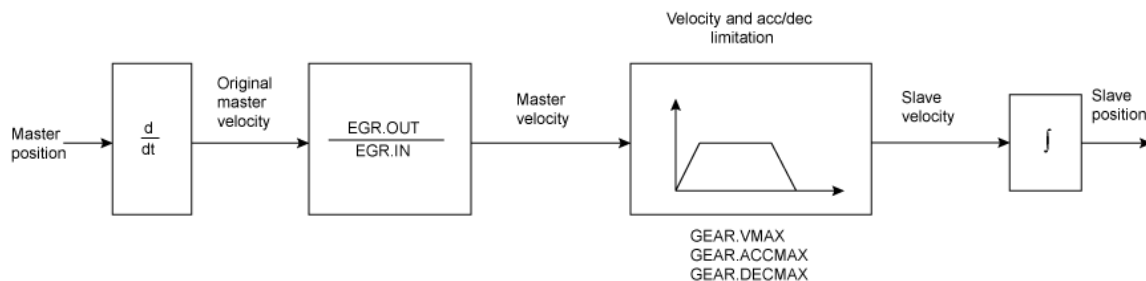 Velocity and acc/dec
limitation
Master
position
d
dt
Original
master
velocity
EGR.OUT
EGR.IN
Master
velocity
GEAR.VMAX
GEAR.ACCMAX
GEAR.DECMAX
Slave
velocity
∫
Slave
position